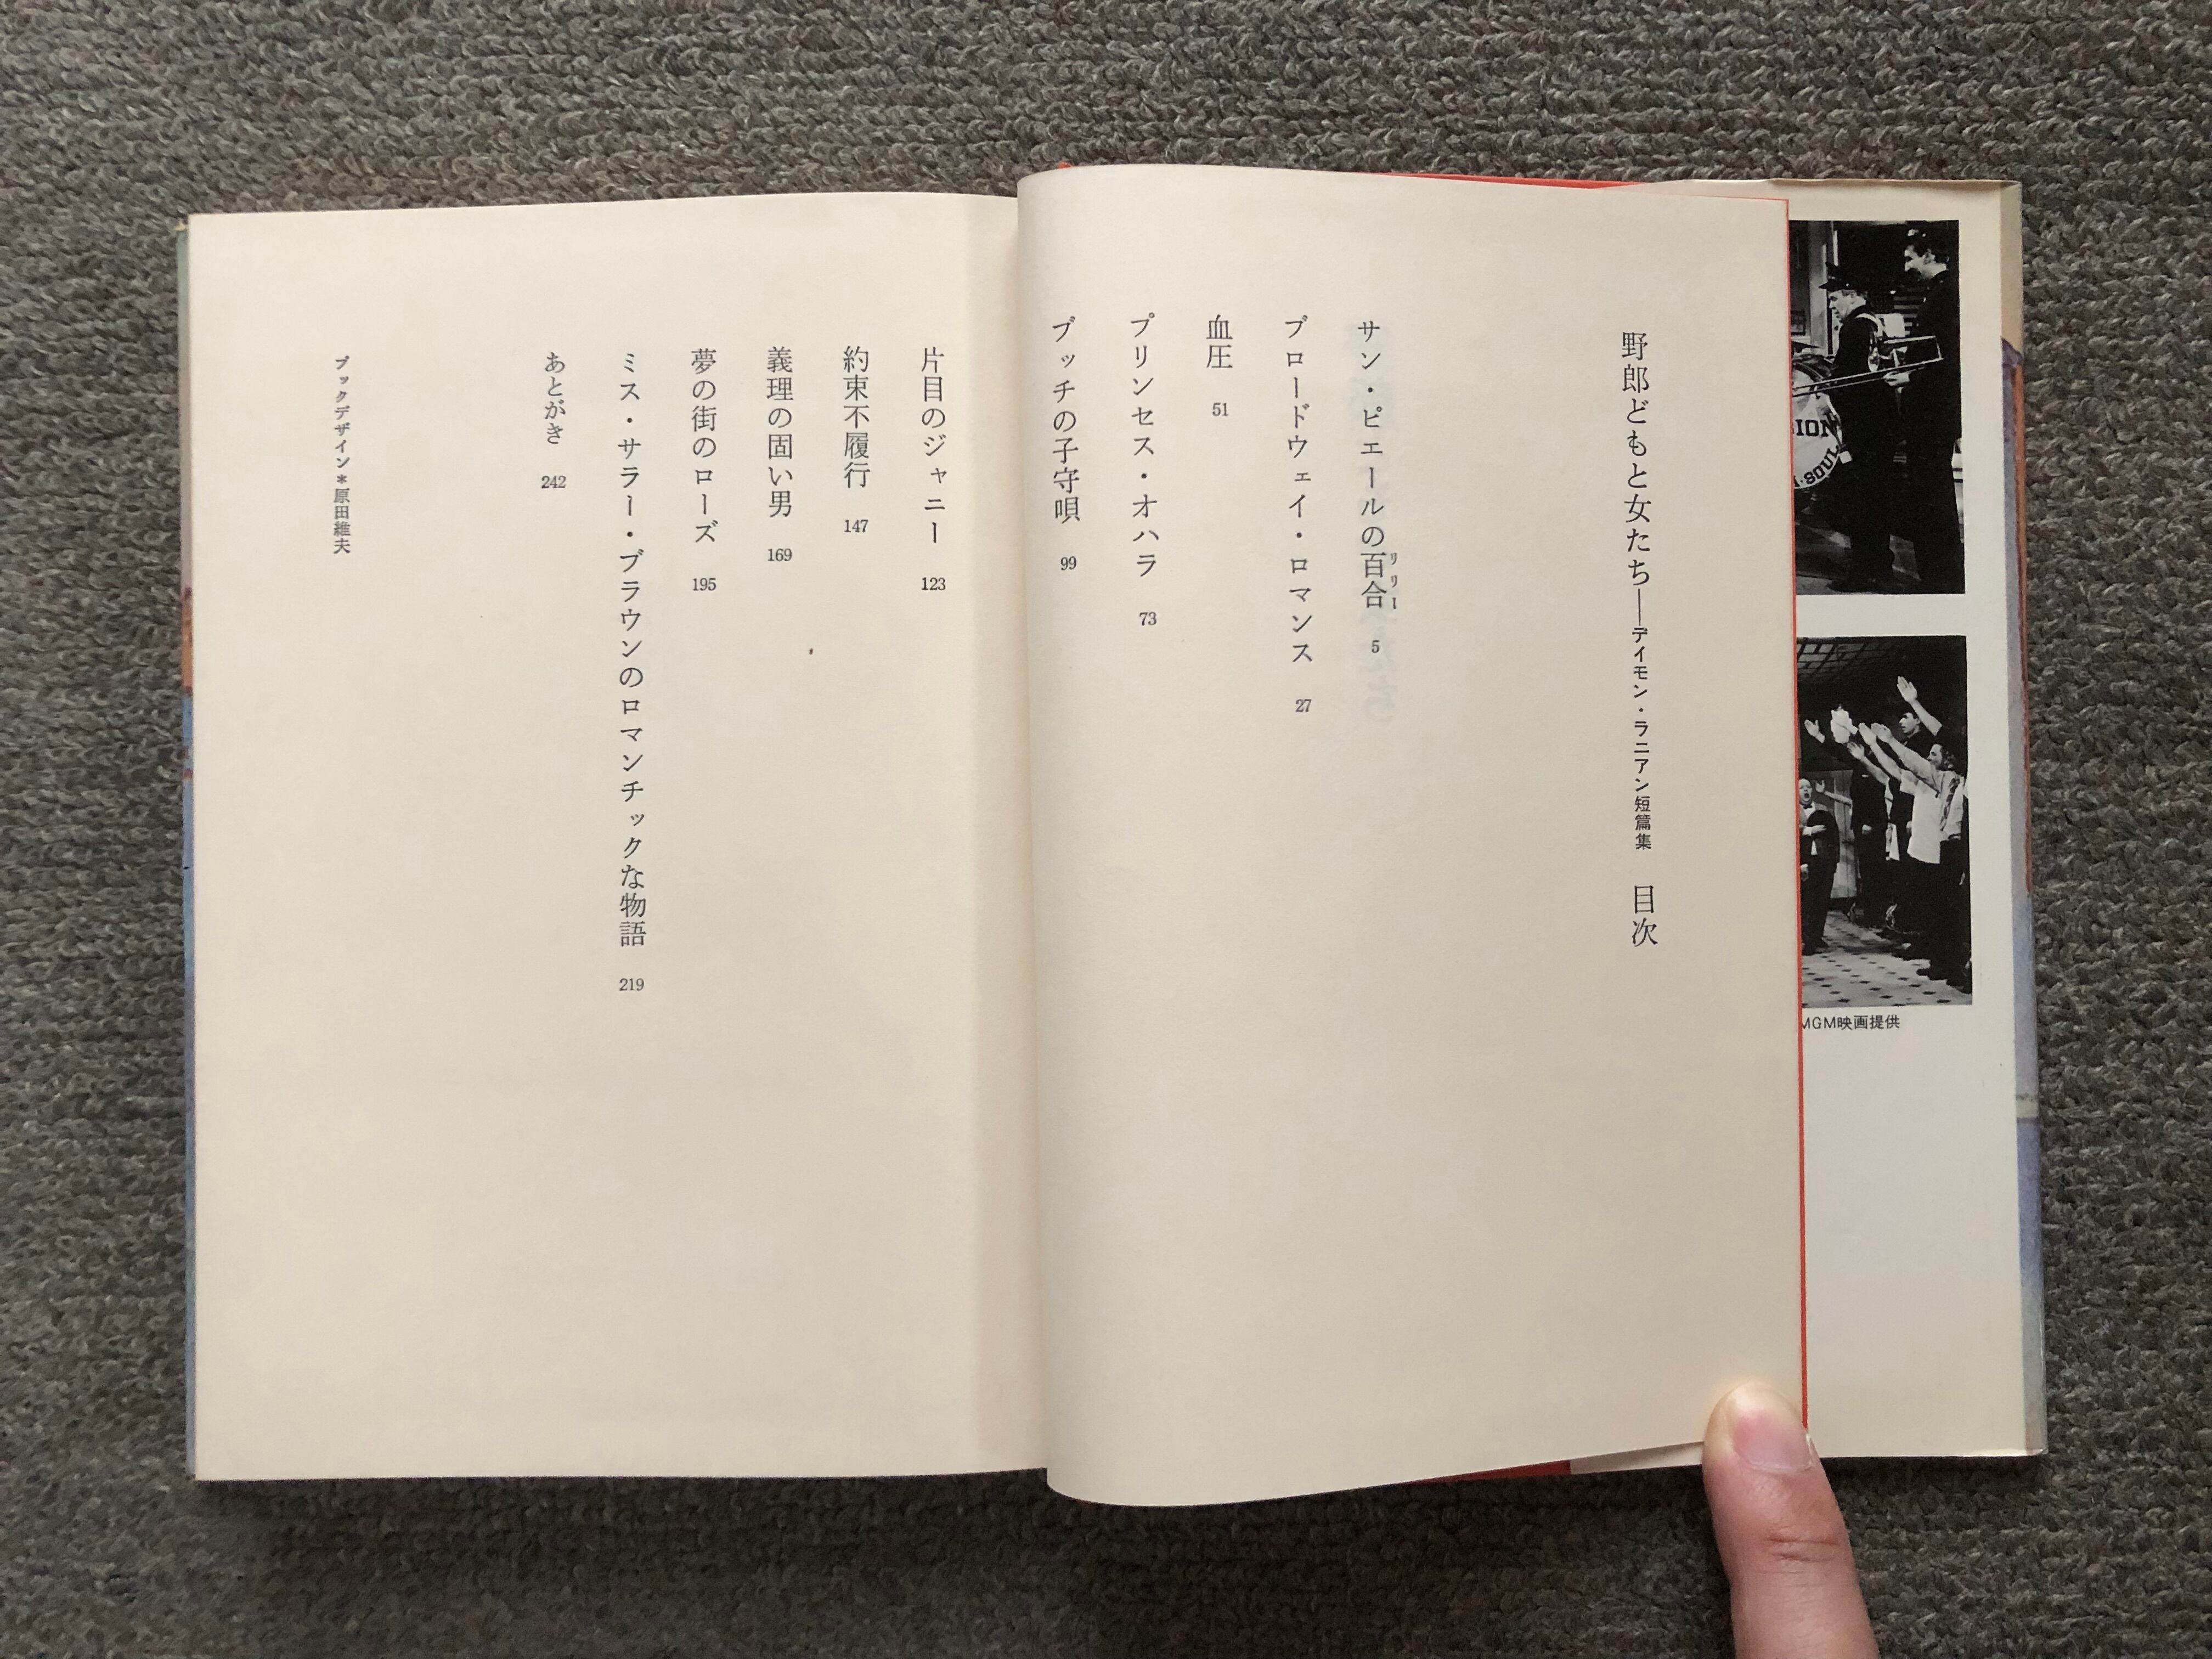 野郎どもと女たち──デイモン・ラニアン短篇集　目次
サン・ピエールの百合 5
リリー
ブロードウェイ・ロマンス 27
血圧 51
プリンセス・オハラ 73
ブッチの子守唄 99
片目のジャニー 123
約束不履行 147
義理の固い男 169
夢の街のローズ 195
ミス・サラー・ブラウンのロマンチックな物語 219
あとがき 242
ブックデザイン＊原田維夫
SOUL
MGM映画提供